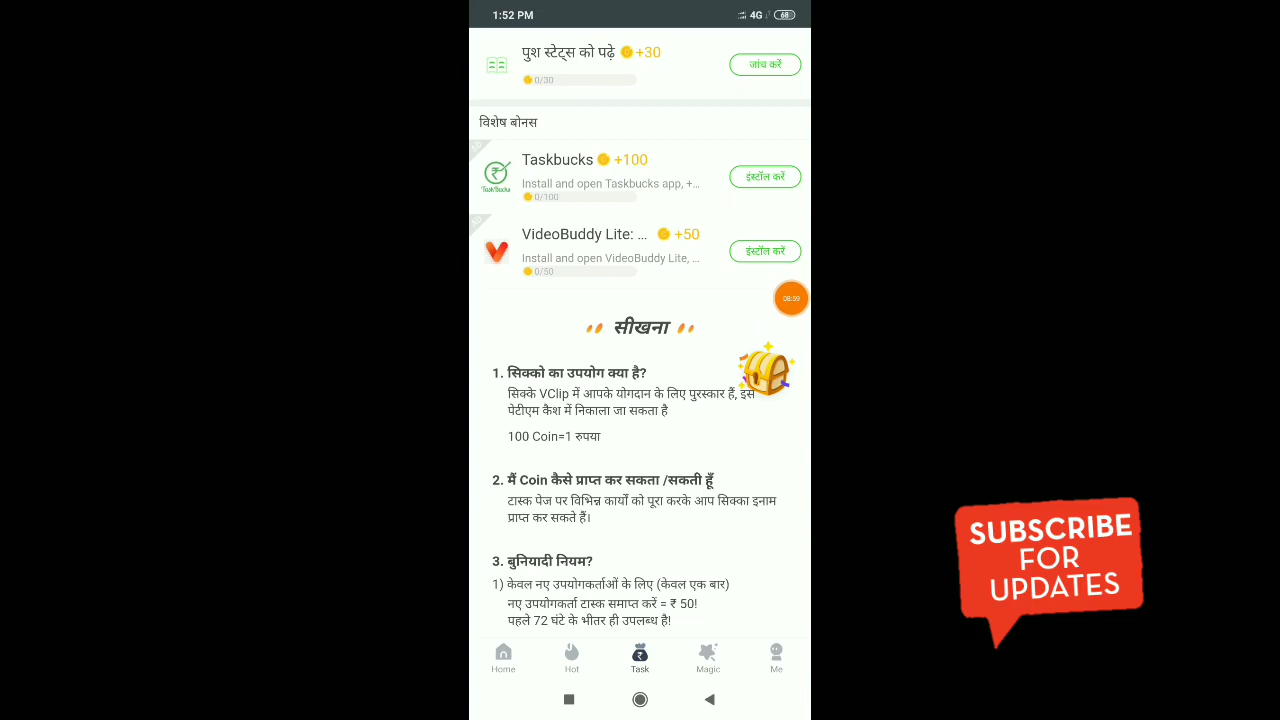 1:52 PM
4G
68
पुश स्टेट्स को पढ़े +30
0/30
जांच करें
विशेष बोनस
Taskbucks +100
Install and open Taskbucks app, +...
0/100
इंस्टॉल करें
TaskBucks
VideoBuddy Lite: ... +50
Install and open VideoBuddy Lite, ...
0/50
इंस्टॉल करें
08:59
सीखना
1. सिक्को का उपयोग क्या है?
सिक्के VClip में आपके योगदान के लिए पुरस्कार हैं, इसे
पेटीएम कैश में निकाला जा सकता है
100 Coin=1 रुपया
2. मैं Coin कैसे प्राप्त कर सकता /सकती हूँ
टास्क पेज पर विभिन्न कार्यों को पूरा करके आप सिक्का इनाम
प्राप्त कर सकते हैं।
3. बुनियादी नियम?
1) केवल नए उपयोगकर्ताओं के लिए (केवल एक बार)
नए उपयोगकर्ता टास्क समाप्त करें = ₹ 50!
पहले 72 घंटे के भीतर ही उपलब्ध है!
Home
Hot
Task
Magic
Me
SUBSCRIBE
FOR
UPDATES